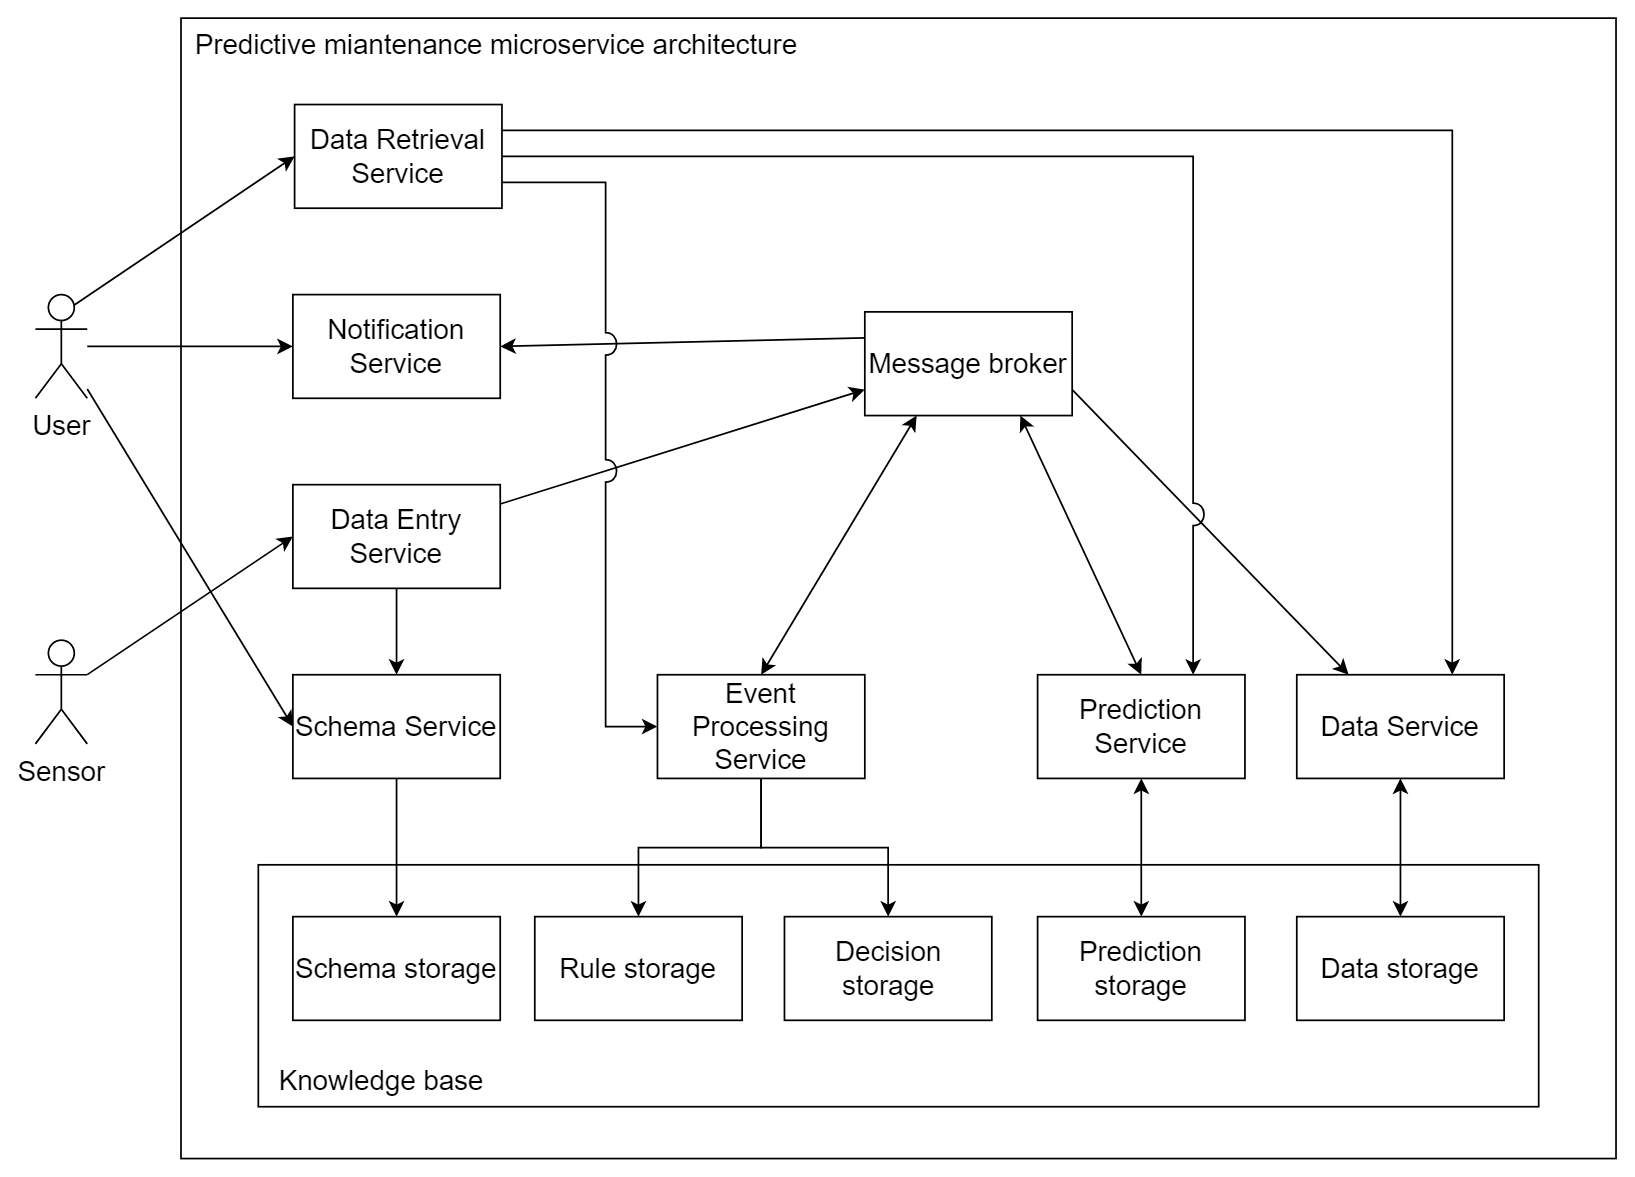 Predictive miantenance microservice architecture
Data Retrieval
Service
Notification
Service
Message broker
User
Data Entry
Service
Sensor
Schema Service
Event
Processing
Service
Prediction
Service
Data Service
Schema storage
Rule storage
Decision
storage
Prediction
storage
Data storage
Knowledge base